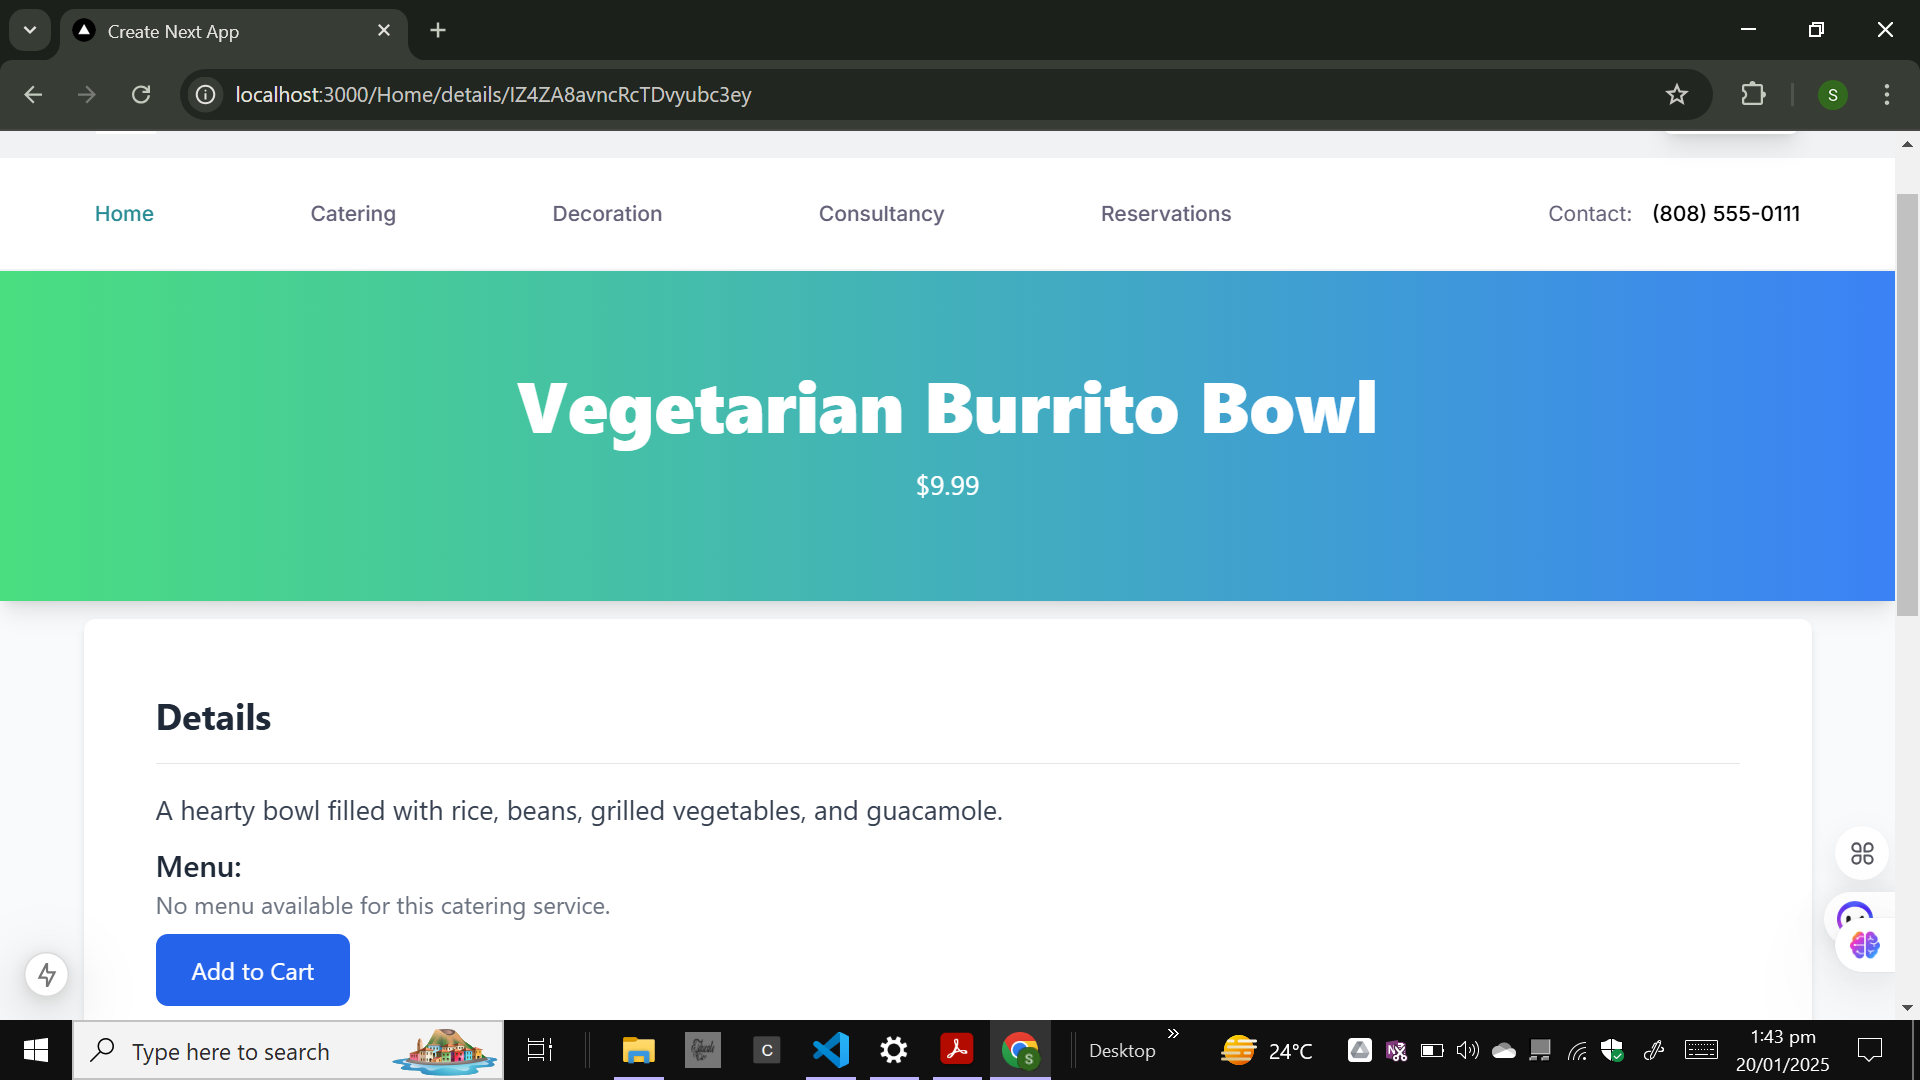 Create Next App
localhost:3000/Home/details/IZ4ZA8avncRcTDvyubc3ey
S
Home Catering Decoration Consultancy Reservations Contact: (808) 555-0111
Vegetarian Burrito Bowl
$9.99
Details
A hearty bowl filled with rice, beans, grilled vegetables, and guacamole.
Menu:
No menu available for this catering service.
Add to Cart
Type here to search
C
S
Desktop
24°C
1:43 pm
20/01/2025